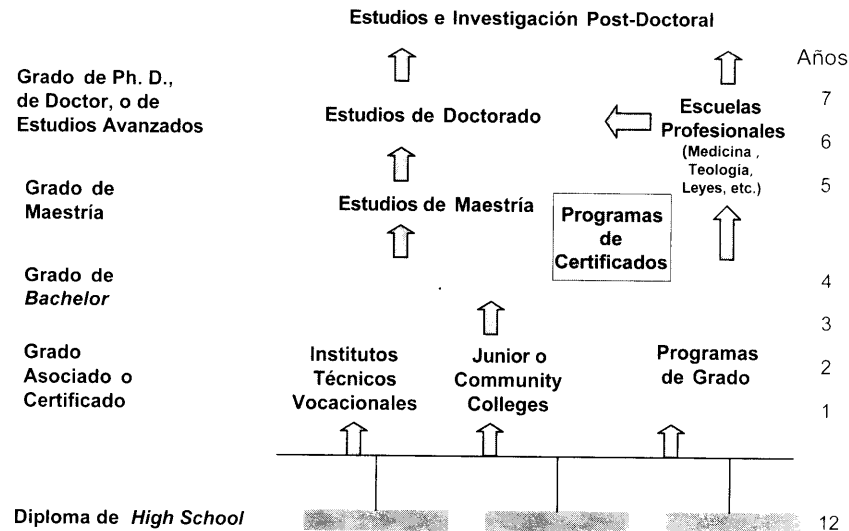 Estudios e Investigación Post-Doctoral
Años
Grado de Ph. D.,
de Doctor, o de
Estudios Avanzados
Estudios de Doctorado
Escuelas
Profesionales
(Medicina ,
Teología,
Leyes, etc.)
7
6
5
Grado de
Maestría
Estudios de Maestría
Programas
de
Certificados
Grado de
Bachelor
4
3
Grado
Asociado o
Certificado
Institutos
Técnicos
Vocacionales
Junior o
Community
Colleges
Programas
de Grado
2
1
Diploma de High School
12